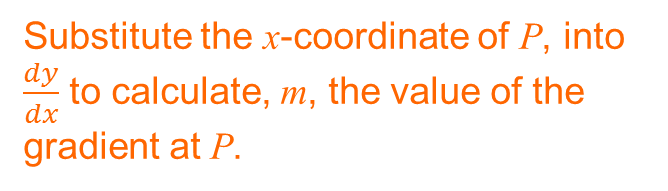 Substitute the x-coordinate of P, into
dy/dx to calculate, m, the value of the
gradient at P.